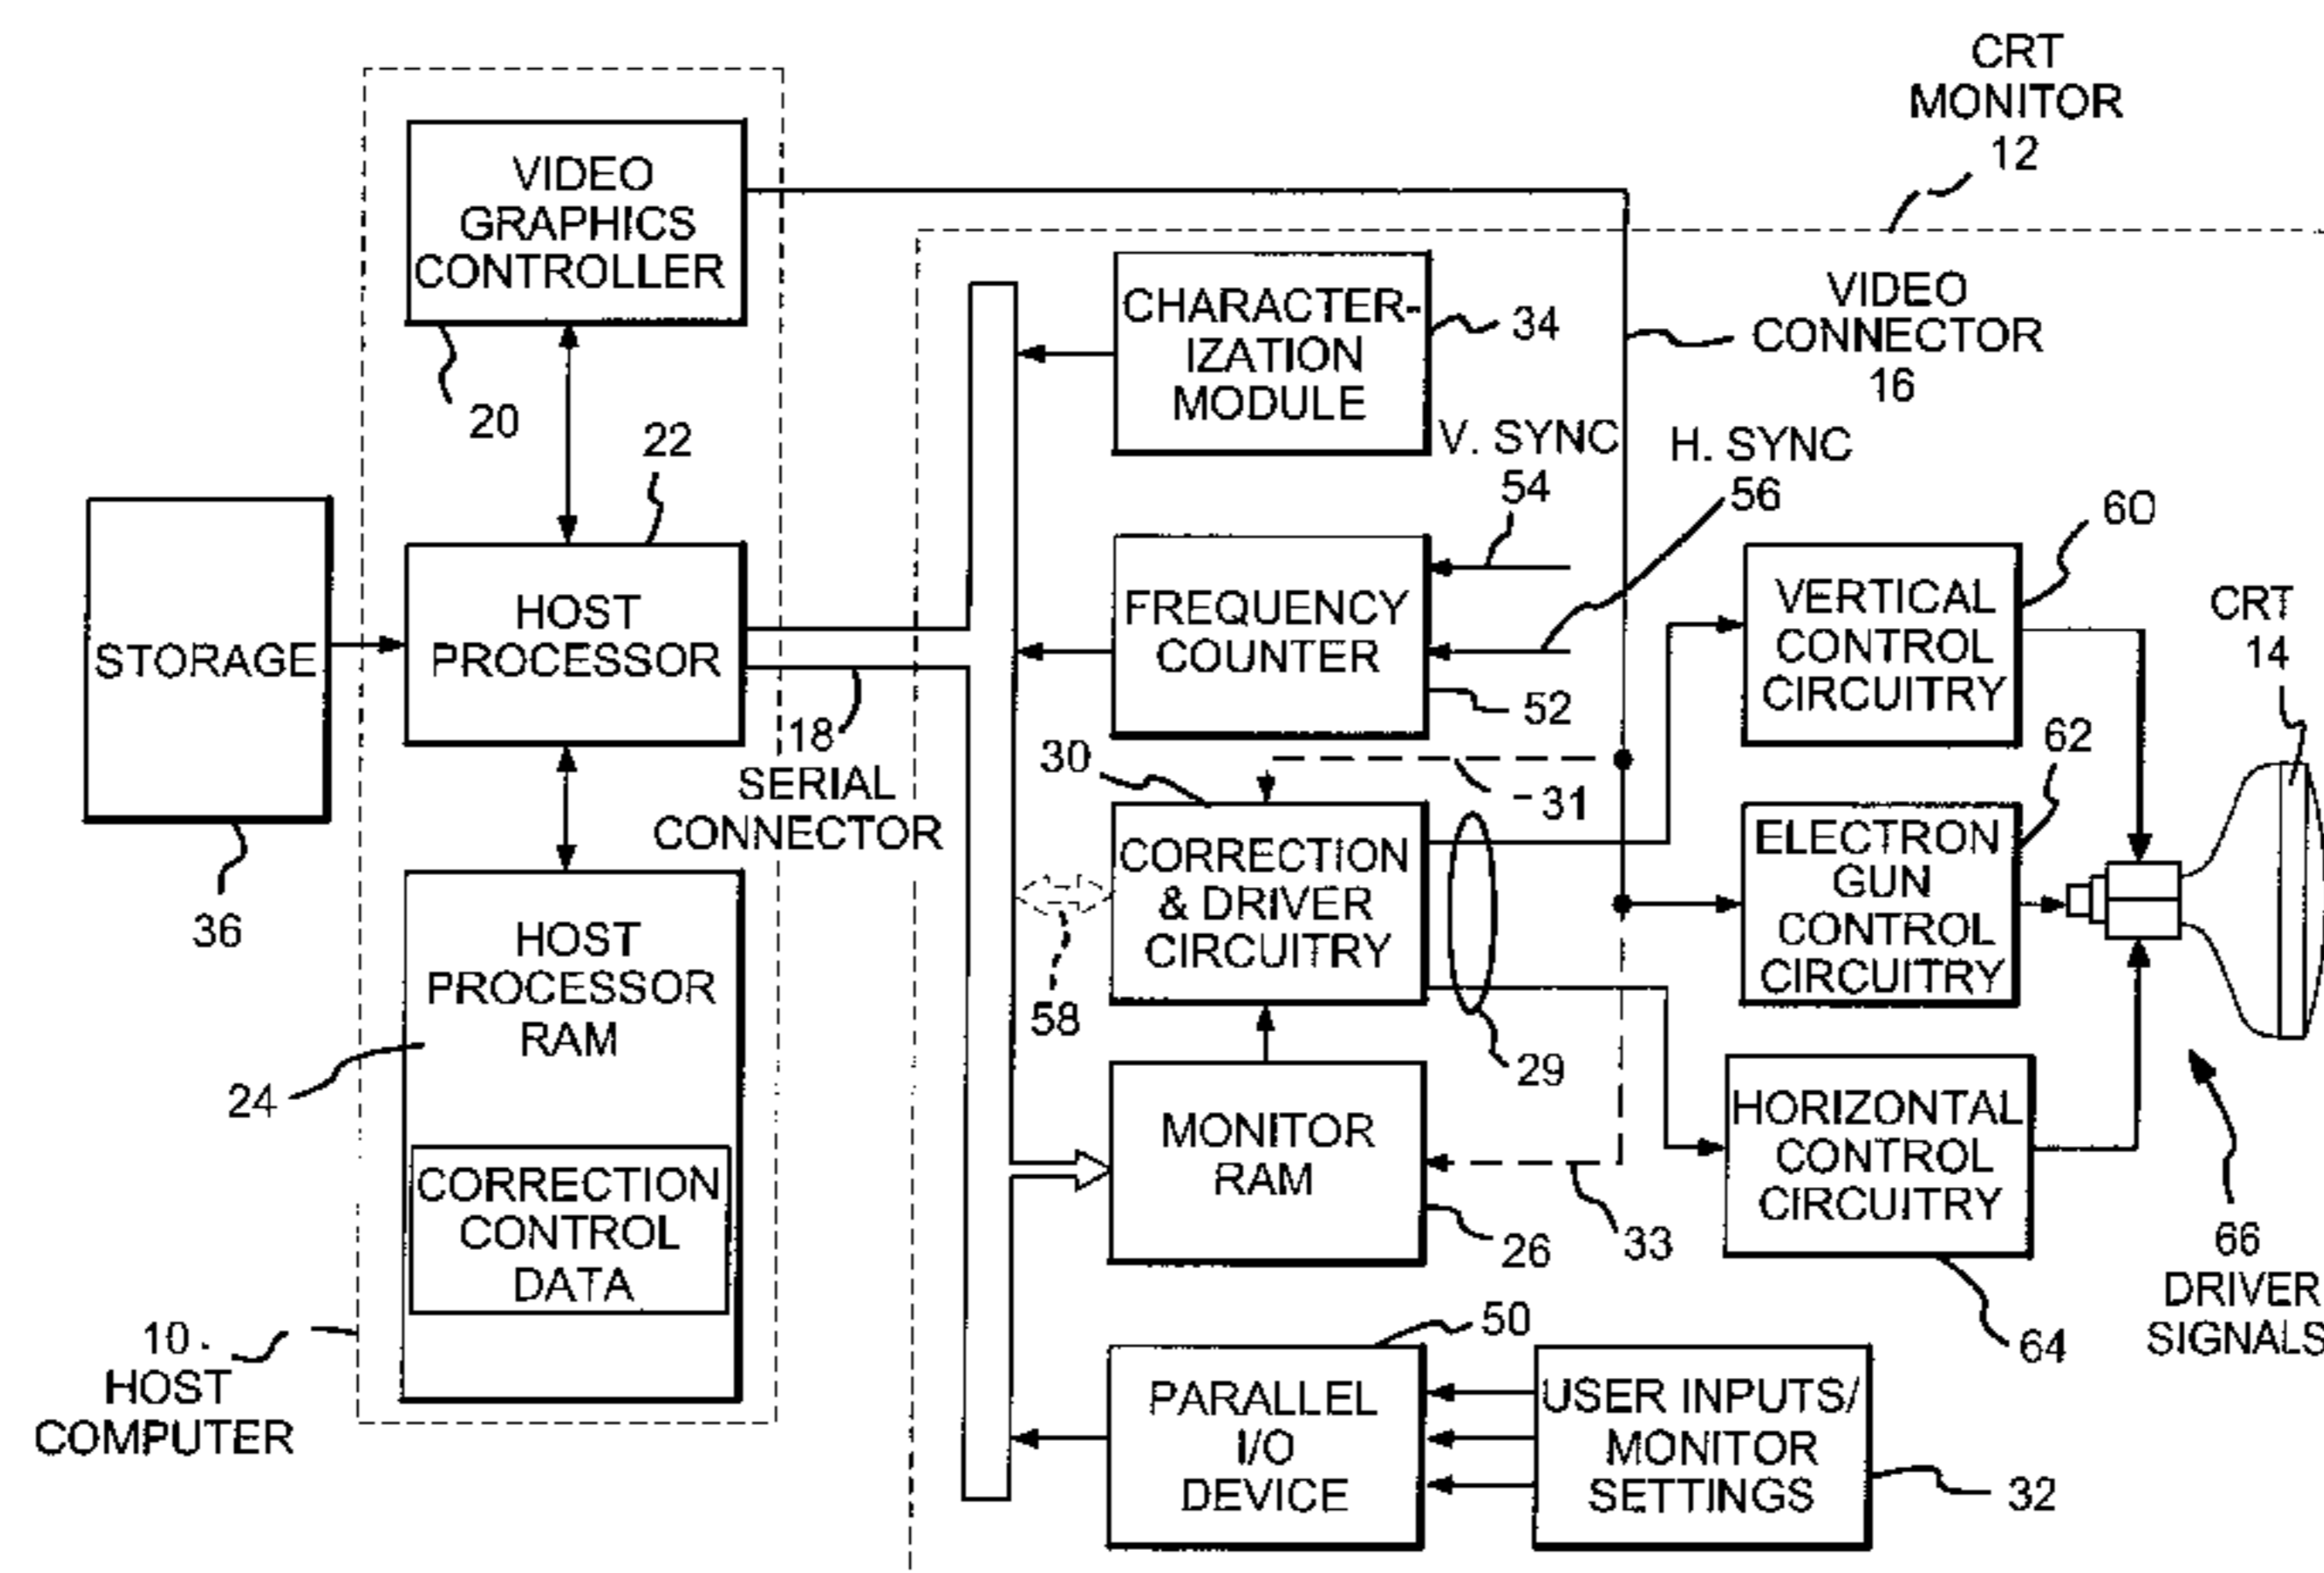 CRT
MONITOR
12
VIDEO
GRAPHICS
CONTROLLER
20
22
STORAGE
36
HOST
PROCESSOR
18
SERIAL
CONNECTOR
HOST
PROCESSOR
RAM
24
CORRECTION
CONTROL
DATA
10
HOST
COMPUTER
CHARACTER-
IZATION
MODULE
34
VIDEO
CONNECTOR
16
V. SYNC
54
H. SYNC
56
FREQUENCY
COUNTER
52
30
31
CORRECTION
& DRIVER
CIRCUITRY
58
29
MONITOR
RAM
26
33
50
PARALLEL
I/O
DEVICE
USER INPUTS/
MONITOR
SETTINGS
32
60
VERTICAL
CONTROL
CIRCUITRY
CRT
14
62
ELECTRON
GUN
CONTROL
CIRCUITRY
HORIZONTAL
CONTROL
CIRCUITRY
64
66
DRIVER
SIGNALS